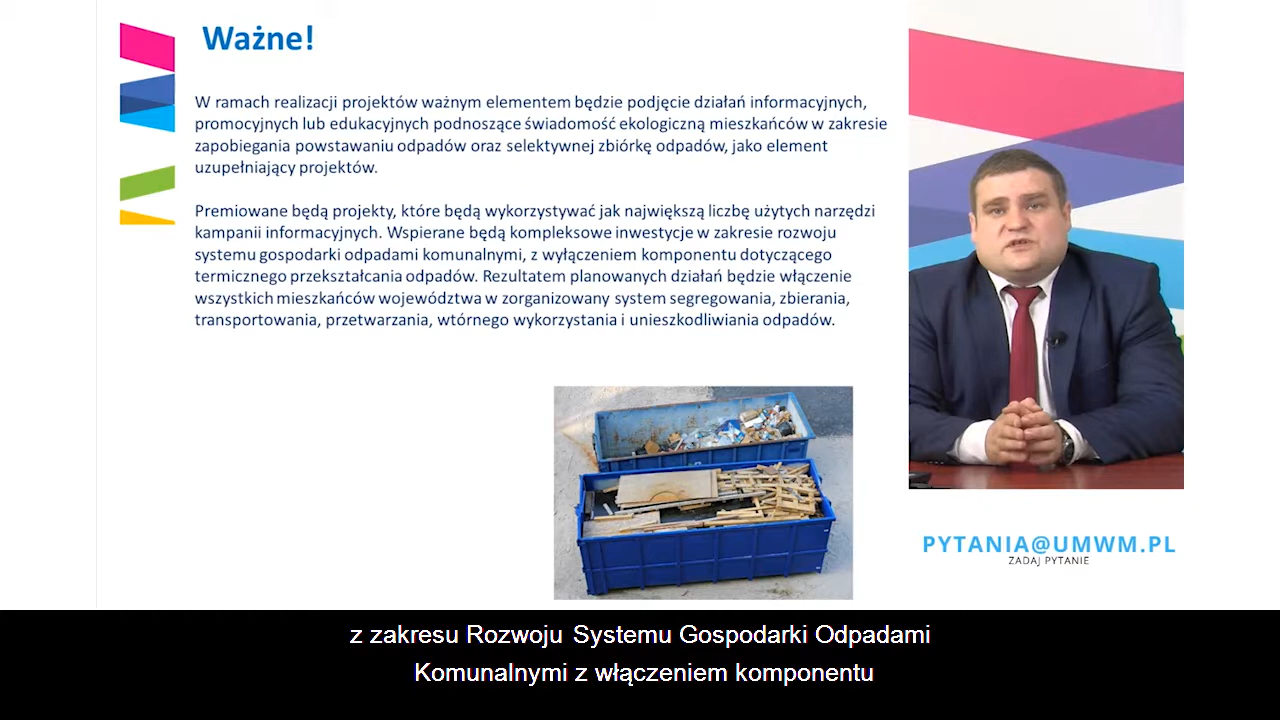 Ważne!
W ramach realizacji projektów ważnym elementem będzie podjęcie działań informacyjnych,
promocyjnych lub edukacyjnych podnoszące świadomość ekologiczną mieszkańców w zakresie
zapobiegania powstawaniu odpadów oraz selektywnej zbiórkę odpadów, jako element
uzupełniający projektów.
Premiowane będą projekty, które będą wykorzystywać jak największą liczbę użytych narzędzi
kampanii informacyjnych. Wspierane będą kompleksowe inwestycje w zakresie rozwoju
systemu gospodarki odpadami komunalnymi, z wyłączeniem komponentu dotyczącego
termicznego przekształcania odpadów. Rezultatem planowanych działań będzie włączenie
wszystkich mieszkańców województwa w zorganizowany system segregowania, zbierania,
transportowania, przetwarzania, wtórnego wykorzystania i unieszkodliwiania odpadów.
PYTANIA@UMWM.PL
ZADAJ PYTANIE
z zakresu Rozwoju Systemu Gospodarki Odpadami
Komunalnymi z włączeniem komponentu